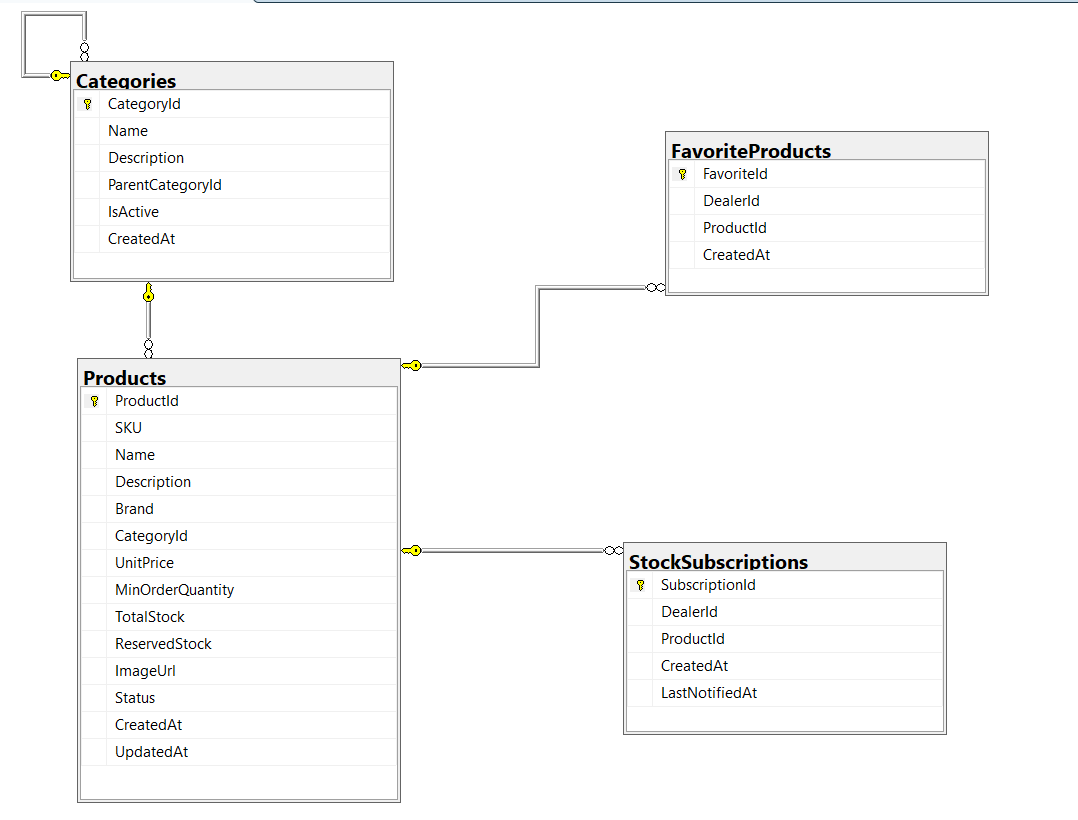 Categories
CategoryId
Name
Description
ParentCategoryId
IsActive
CreatedAt
FavoriteProducts
FavoriteId
DealerId
ProductId
CreatedAt
Products
ProductId
SKU
Name
Description
Brand
CategoryId
UnitPrice
MinOrderQuantity
TotalStock
ReservedStock
ImageUrl
Status
CreatedAt
UpdatedAt
StockSubscriptions
SubscriptionId
DealerId
ProductId
CreatedAt
LastNotifiedAt